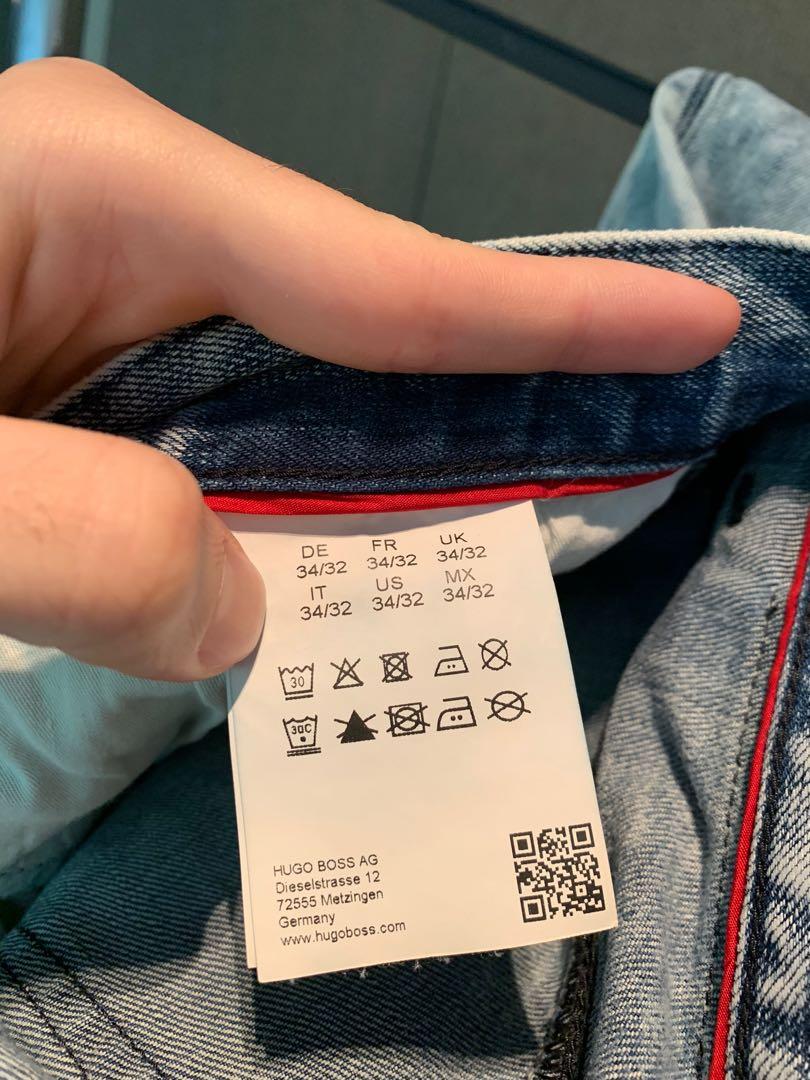 DE FR UK
34/32 34/32 34/32
IT US MX
34/32 34/32 34/32
30
30C
HUGO BOSS AG
Dieselstrasse 12
72555 Metzingen
Germany
www.hugoboss.com